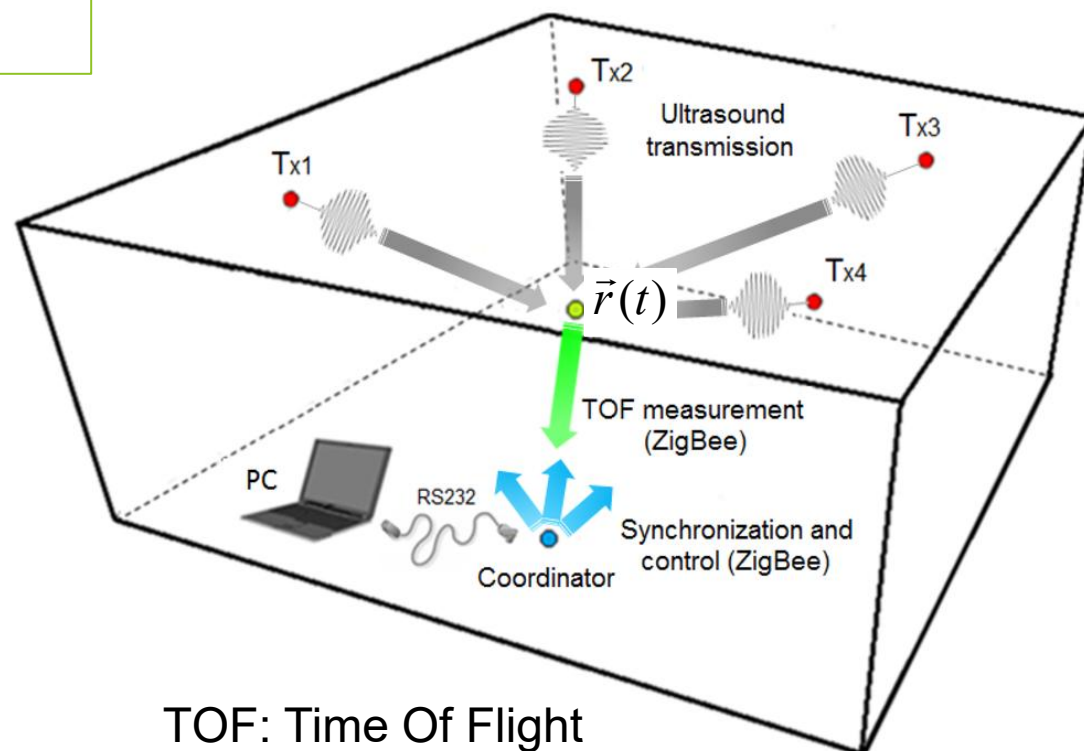 Tx2
Ultrasound
transmission
Tx3
Tx1
Tx4
r⃗(t)
TOF measurement
(ZigBee)
PC
RS232
Synchronization and
control (ZigBee)
Coordinator
TOF: Time Of Flight